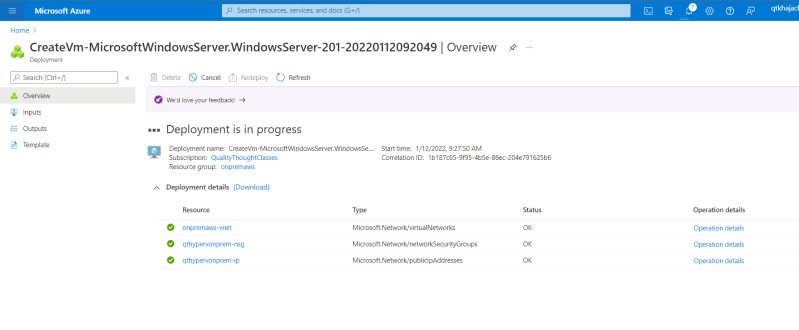 Microsoft Azure
Search resources, services, and docs (G+/)
7
qtkhajack
Home >
CreateVm-MicrosoftWindowsServer.WindowsServer-201-20220112092049 | Overview
Deployment
Search (Ctrl+/)
«
Delete Cancel Redeploy Refresh
Overview
Inputs
Outputs
Template
We'd love your feedback! →
Deployment is in progress
Deployment name: CreateVm-MicrosoftWindowsServer.WindowsSe... Start time: 1/12/2022, 9:27:50 AM
Subscription: QualityThoughtClasses Correlation ID: 1b187c65-9f95-4b5e-86ec-204e791625b6
Resource group: onpremaws
Deployment details (Download)
Resource Type Status Operation details
onpremaws-vnet Microsoft.Network/virtualNetworks OK Operation details
qthypervonprem-nsg Microsoft.Network/networkSecurityGroups OK Operation details
qthypervonprem-ip Microsoft.Network/publicIpAddresses OK Operation details